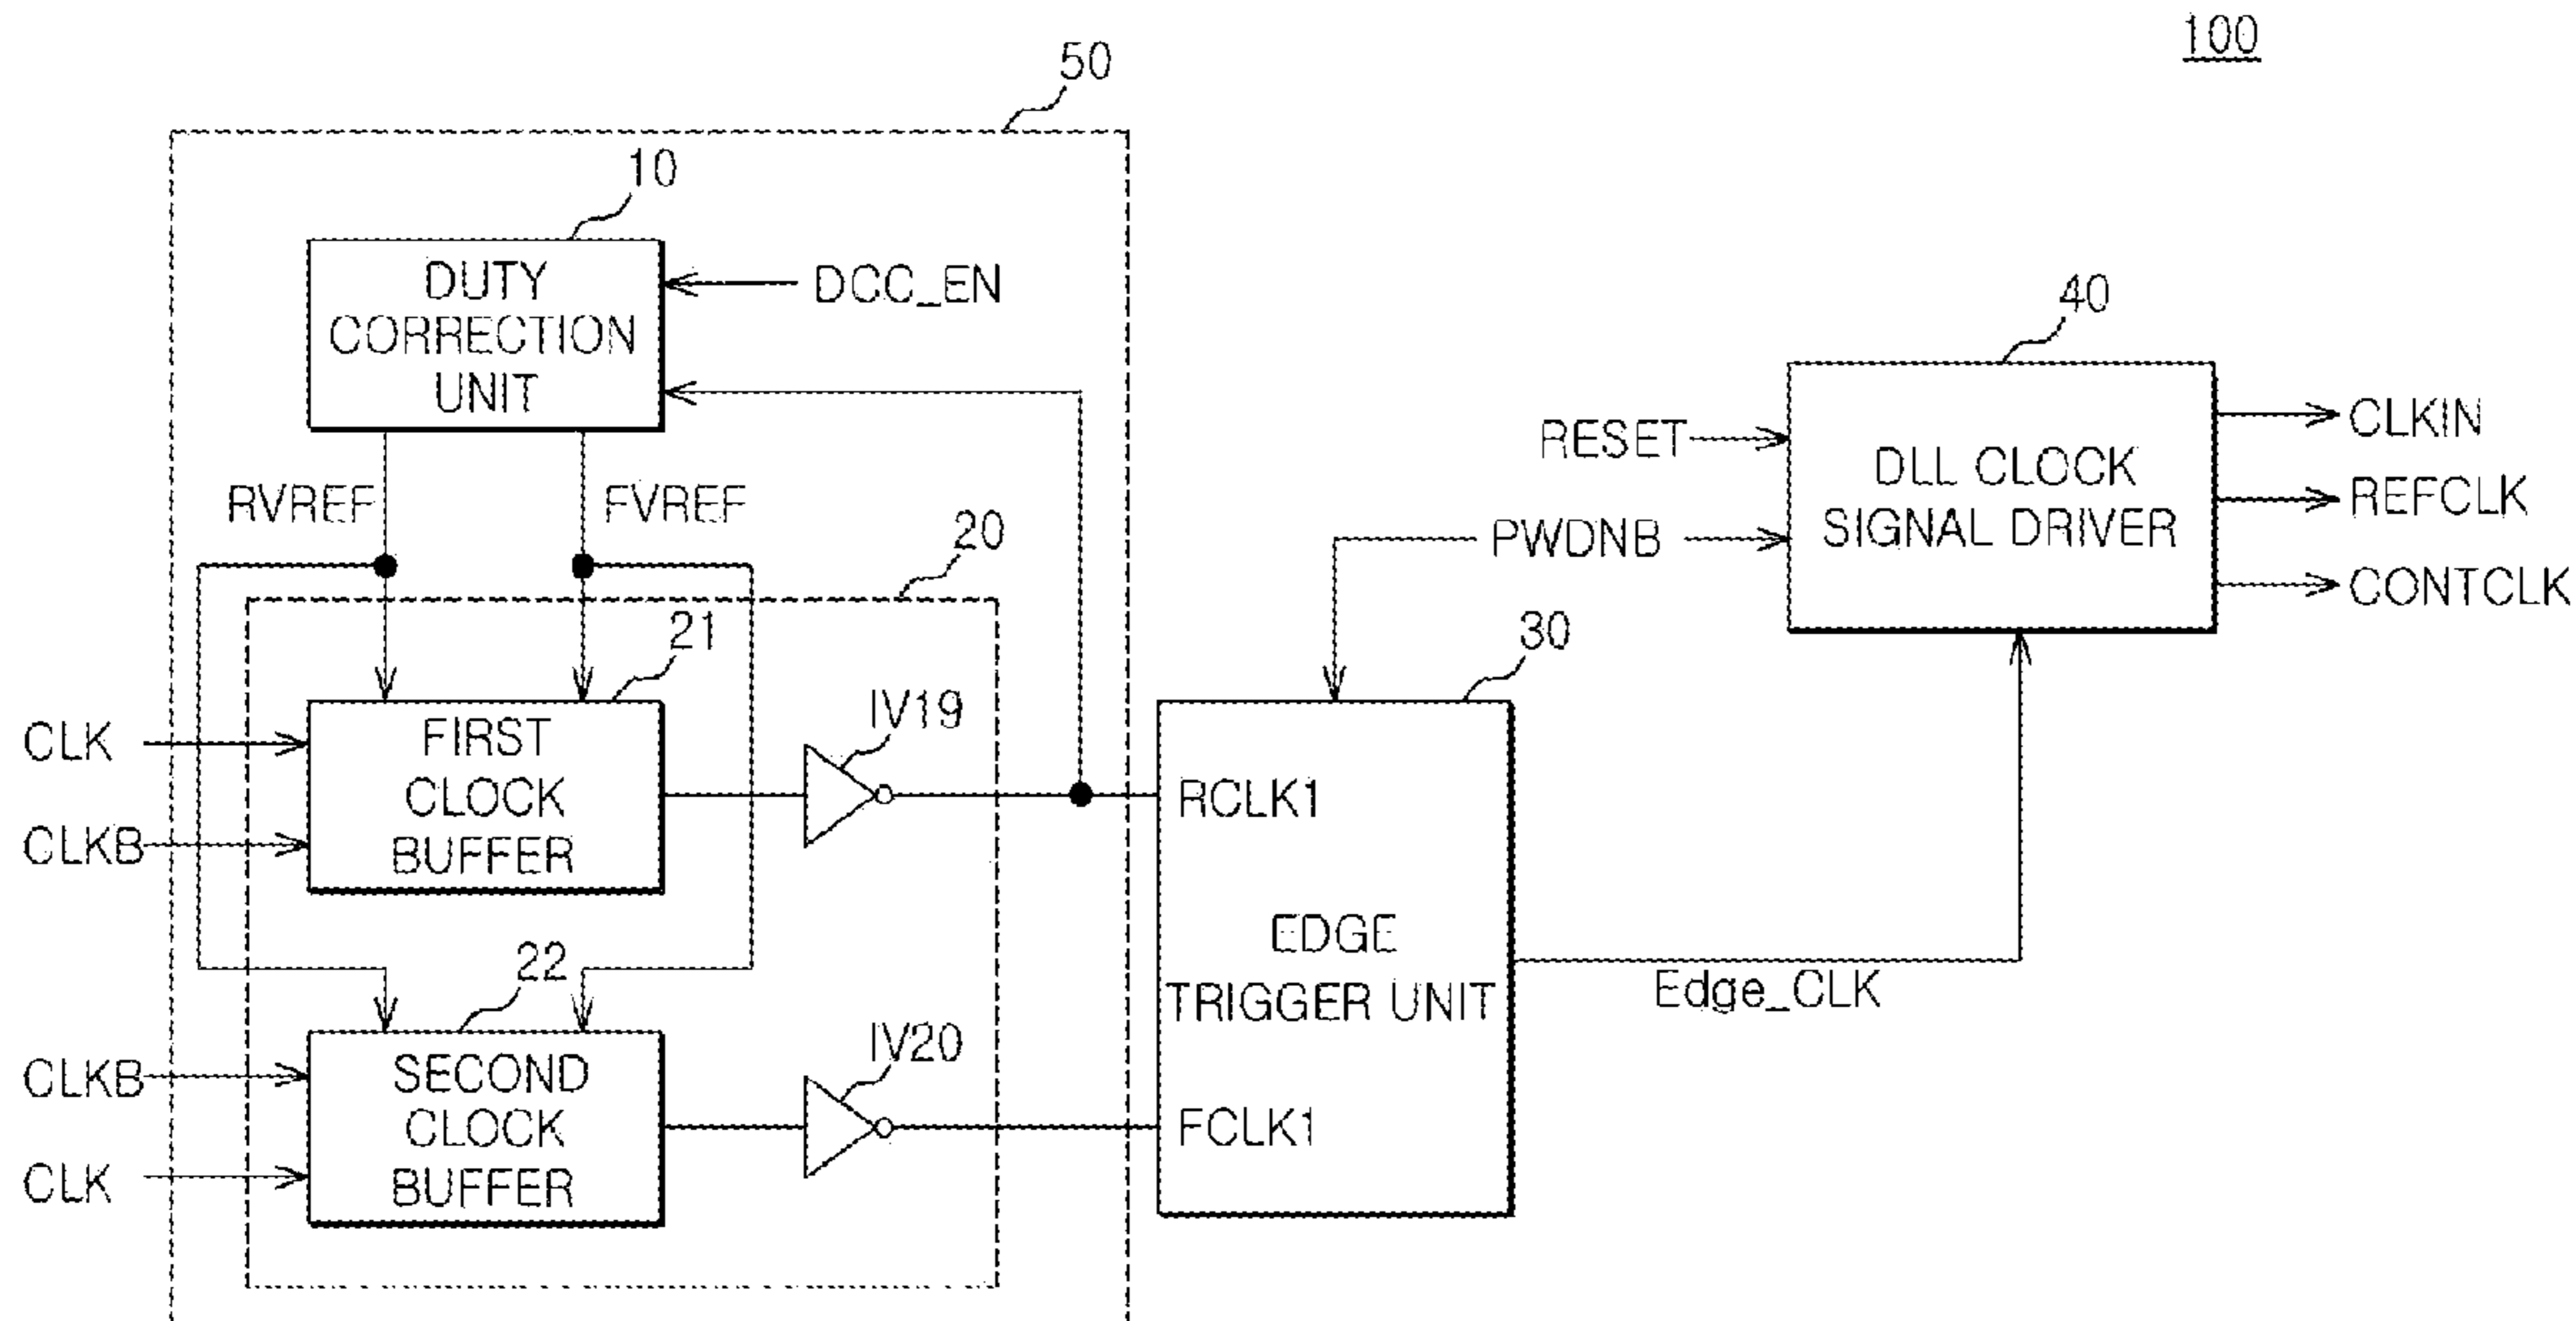 100
50
10
DUTY
CORRECTION
UNIT
DCC_EN
40
RESET
PWDNB
DLL CLOCK
SIGNAL DRIVER
CLKIN
REFCLK
CONTCLK
RVREF
FVREF
20
21
30
CLK
CLKB
FIRST
CLOCK
BUFFER
IV19
RCLK1
EDGE
TRIGGER UNIT
FCLK1
Edge_CLK
22
CLKB
CLK
SECOND
CLOCK
BUFFER
IV20